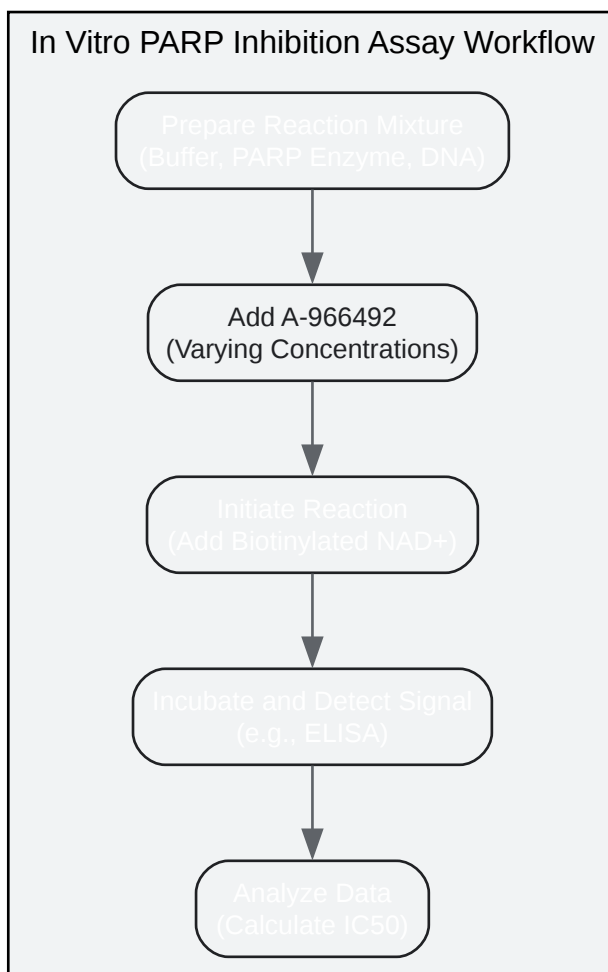 In Vitro PARP Inhibition Assay Workflow
Prepare Reaction Mixture
(Buffer, PARP Enzyme, DNA)
Add A-966492
(Varying Concentrations)
Initiate Reaction
(Add Biotinylated NAD+)
Incubate and Detect Signal
(e.g., ELISA)
Analyze Data
(Calculate IC50)